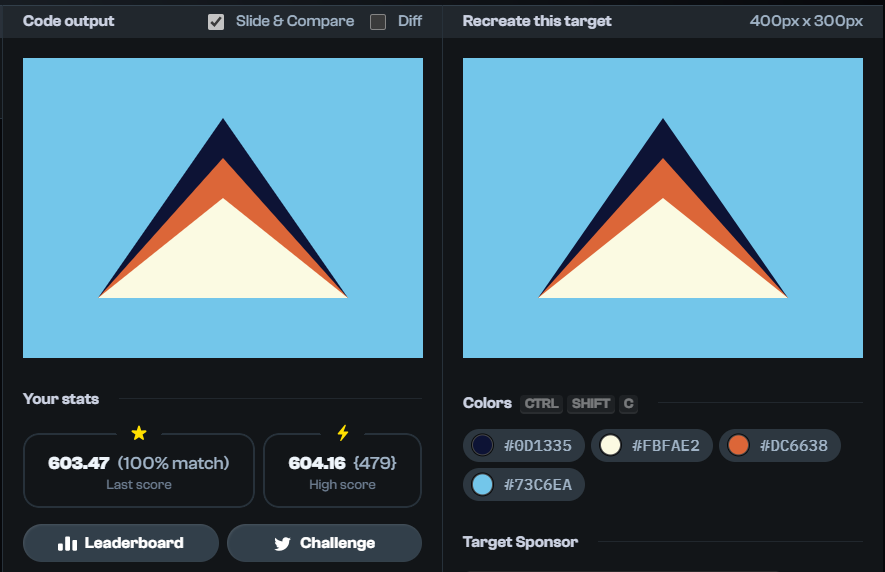 Code output
Slide & Compare
Diff
Recreate this target
400px x 300px
Your stats
603.47 (100% match)
Last score
604.16 {479}
High score
Leaderboard
Challenge
Colors CTRL SHIFT C
#0D1335
#FBFAE2
#DC6638
#73C6EA
Target Sponsor